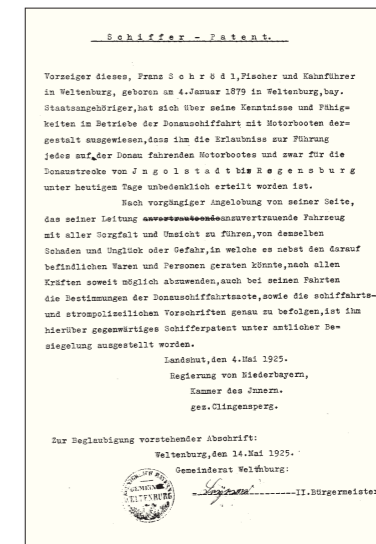 Schiffer - Patent.
Vorzeiger dieses, Franz Schrödl,Fischer und Kahnführer
in Weltenburg, geboren am 4.Januar 1879 in Weltenburg,bay.
Staatsangehöriger,hat sich über seine Kenntnisse und Fähig=
keiten im Betriebe der Donauschiffahrt mit Motorbooten der-
gestalt ausgewiesen,dass ihm die Erlaubniss zur Führung
jedes auf der Donau fahrenden Motorbootes und zwar für die
Donaustrecke von Jngolstadt bis Regensburg
unter heutigem Tage unbedenklich erteilt worden ist.
Nach vorgängiger Angelobung von seiner Seite,
das seiner Leitung anzuvertrauende Fahrzeug
mit aller Sorgfalt und Umsicht zu führen,von demselben
Schaden und Unglück oder Gefahr,in welche es nebst den darauf
befindlichen Waren und Personen geraten könnte,nach allen
Kräften soweit möglich abzuwenden,auch bei seinen Fahrten
die Bestimmungen der Donauschiffahrtsacte,sowie die schiffahrts-
und strompolizeilichen Vorschriften genau zu befolgen,ist ihm
hierüber gegenwärtiges Schifferpatent unter amtlicher Be=
siegelung ausgestellt worden.
Landshut,den 4.Mai 1925.
Regierung von Niederbayern,
Kammer des Jnnern.
gez.Clingensperg.
Zur Beglaubigung vorstehender Abschrift:
Weltenburg,den 14.Mai 1925.
Gemeinderat Weltenburg:
GEMEINDE
WELTENBURG
II.Bürgermeister